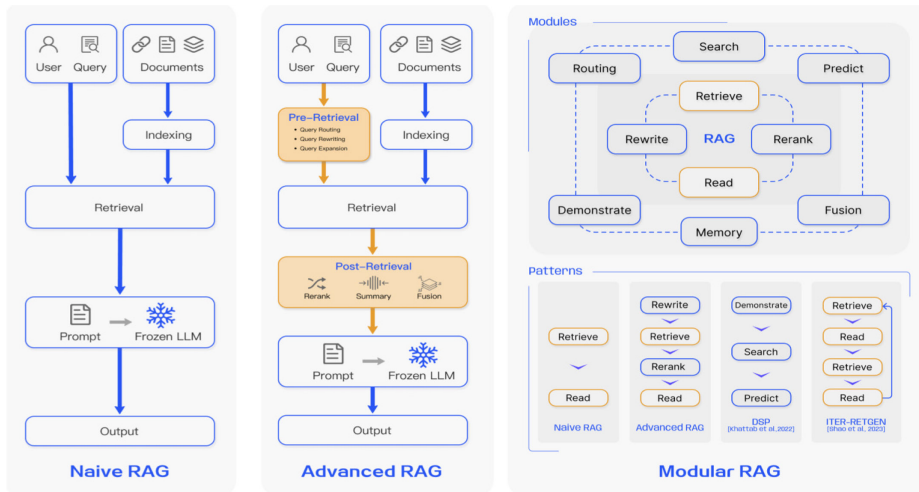 User Query
Documents
Indexing
Retrieval
Prompt
Frozen LLM
Output
Naive RAG
User Query
Documents
Pre-Retrieval
• Query Routing
• Query Rewriting
• Query Expansion
Indexing
Retrieval
Post-Retrieval
Rerank
Summary
Fusion
Prompt
Frozen LLM
Output
Advanced RAG
Modules
Search
Routing
Predict
Retrieve
Rewrite
RAG
Rerank
Read
Demonstrate
Fusion
Memory
Patterns
Retrieve
Read
Naive RAG
Rewrite
Retrieve
Rerank
Read
Advanced RAG
Demonstrate
Search
Predict
DSP
[Khattab et al,2022]
Retrieve
Read
Retrieve
Read
ITER-RETGEN
[Shao et al, 2023]
Modular RAG